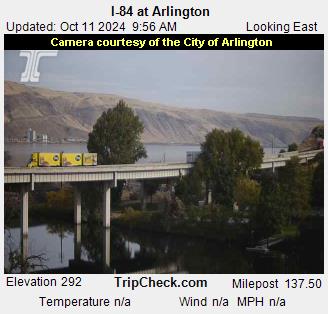 I-84 at Arlington
Updated: Oct 11 2024 9:56 AM Looking East
Camera courtesy of the City of Arlington
Elevation 292 TripCheck.com Milepost 137.50
Temperature n/a Wind n/a MPH n/a